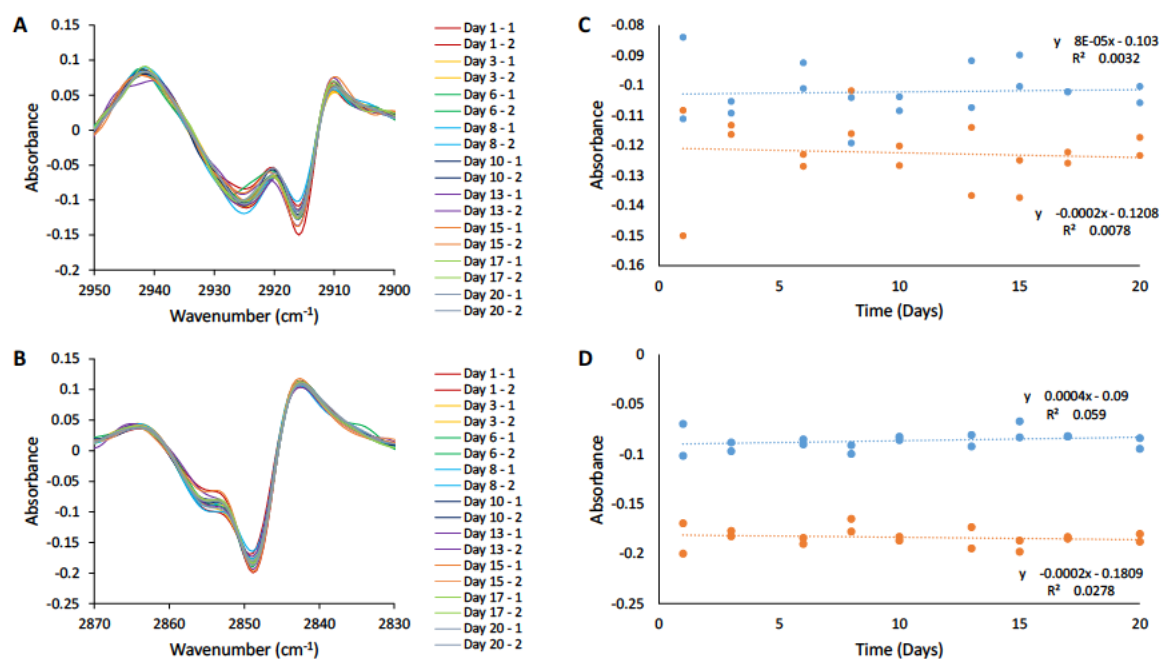 A
0.15
0.1
0.05
0
-0.05
-0.1
-0.15
-0.2
Absorbance
2950
2940
2930
2920
2910
2900
Wavenumber (cm⁻¹)
Day 1 - 1
Day 1 - 2
Day 3 - 1
Day 3 - 2
Day 6 - 1
Day 6 - 2
Day 8 - 1
Day 8 - 2
Day 10 - 1
Day 10 - 2
Day 13 - 1
Day 13 - 2
Day 15 - 1
Day 15 - 2
Day 17 - 1
Day 17 - 2
Day 20 - 1
Day 20 - 2
C
-0.08
-0.09
-0.1
-0.11
-0.12
-0.13
-0.14
-0.15
-0.16
Absorbance
y 8E-05x - 0.103
R² 0.0032
y -0.0002x - 0.1208
R² 0.0078
0
5
10
15
20
Time (Days)
B
0.15
0.1
0.05
0
-0.05
-0.1
-0.15
-0.2
-0.25
Absorbance
2870
2860
2850
2840
2830
Wavenumber (cm⁻¹)
Day 1 - 1
Day 1 - 2
Day 3 - 1
Day 3 - 2
Day 6 - 1
Day 6 - 2
Day 8 - 1
Day 8 - 2
Day 10 - 1
Day 10 - 2
Day 13 - 1
Day 13 - 2
Day 15 - 1
Day 15 - 2
Day 17 - 1
Day 17 - 2
Day 20 - 1
Day 20 - 2
D
0
-0.05
-0.1
-0.15
-0.2
-0.25
Absorbance
y 0.0004x - 0.09
R² 0.059
y -0.0002x - 0.1809
R² 0.0278
0
5
10
15
20
Time (Days)